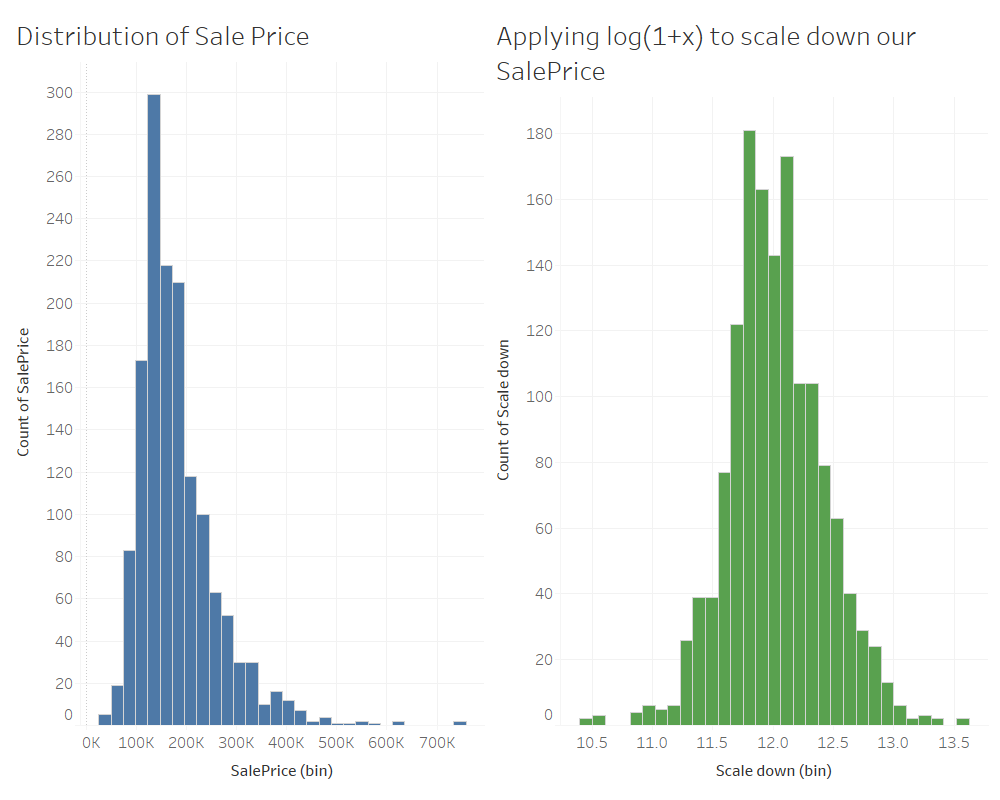 Distribution of Sale Price
Applying log(1+x) to scale down our
SalePrice
300
280
260
240
220
200
180
160
140
120
100
80
60
40
20
0
Count of SalePrice
0K 100K 200K 300K 400K 500K 600K 700K
SalePrice (bin)
180
160
140
120
100
80
60
40
20
0
Count of Scale down
10.5 11.0 11.5 12.0 12.5 13.0 13.5
Scale down (bin)